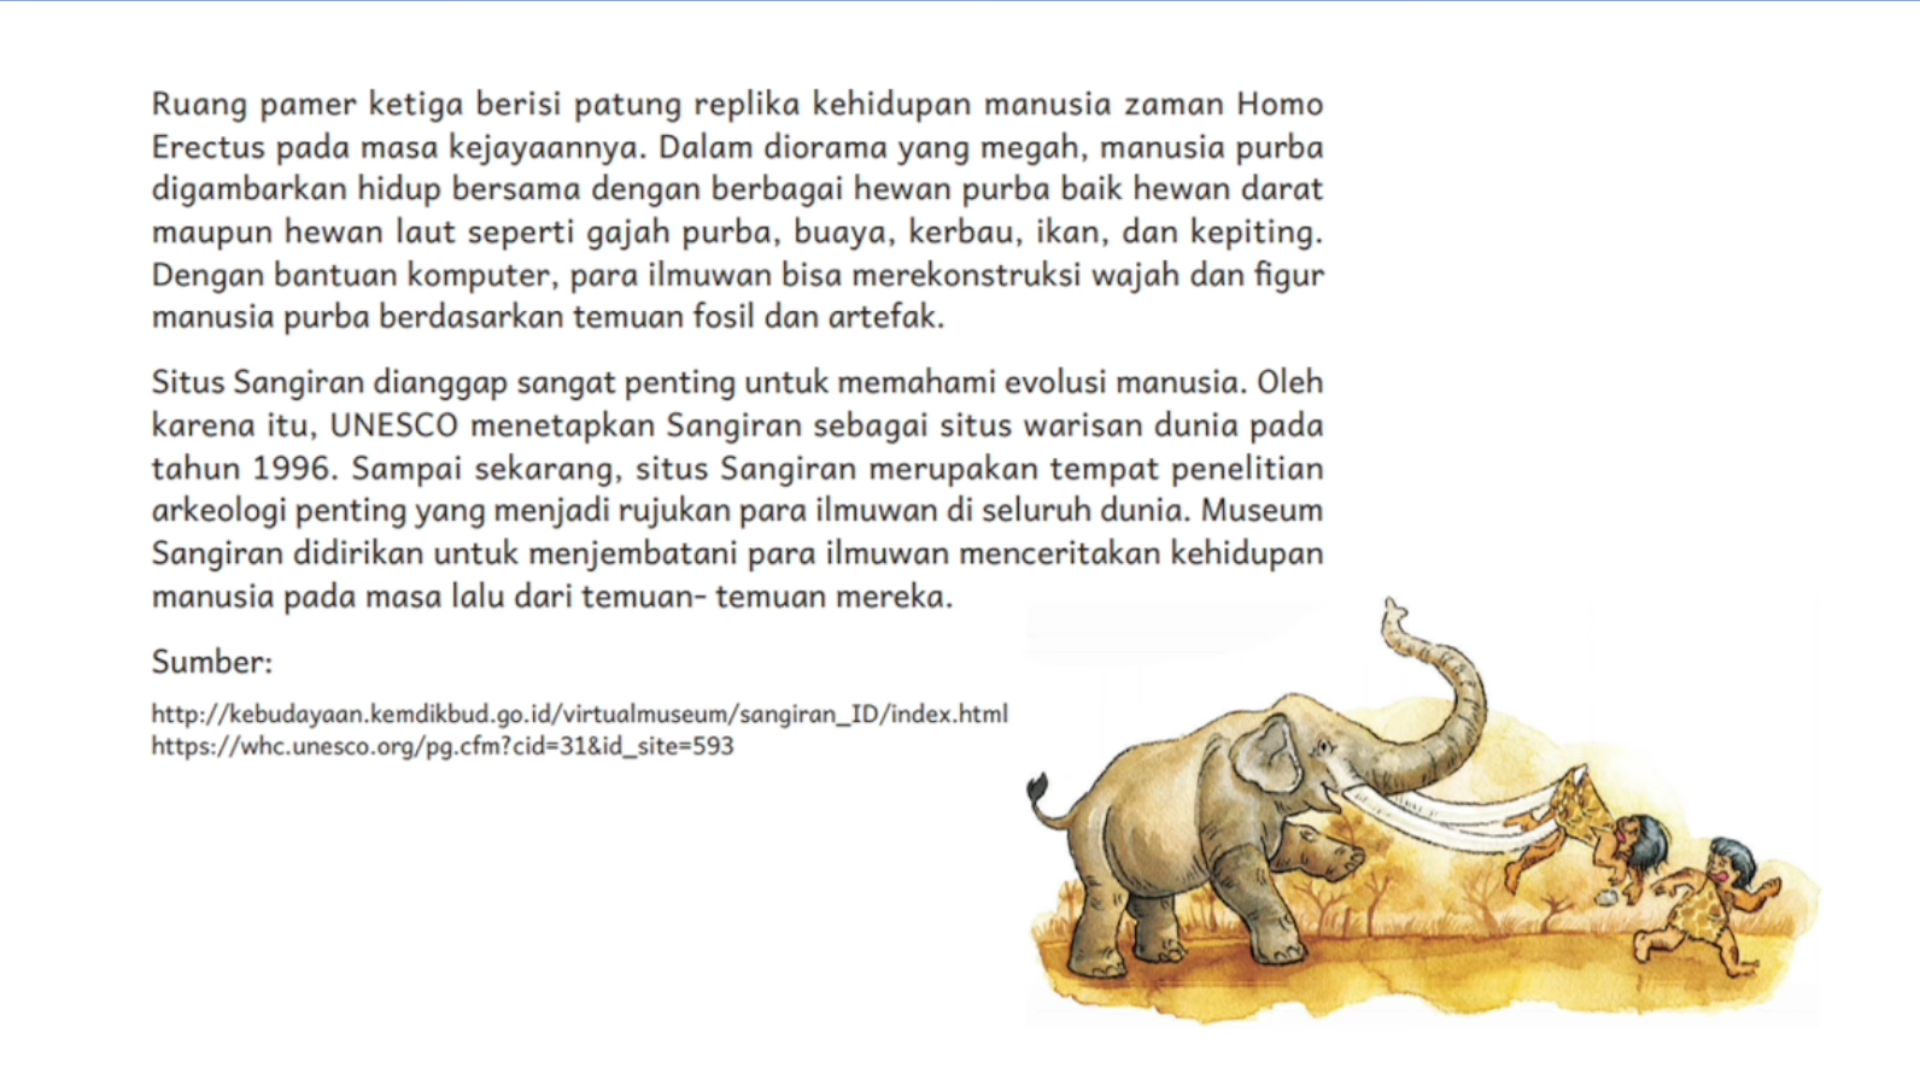 Ruang pamer ketiga berisi patung replika kehidupan manusia zaman Homo
Erectus pada masa kejayaannya. Dalam diorama yang megah, manusia purba
digambarkan hidup bersama dengan berbagai hewan purba baik hewan darat
maupun hewan laut seperti gajah purba, buaya, kerbau, ikan, dan kepiting.
Dengan bantuan komputer, para ilmuwan bisa merekonstruksi wajah dan figur
manusia purba berdasarkan temuan fosil dan artefak.
Situs Sangiran dianggap sangat penting untuk memahami evolusi manusia. Oleh
karena itu, UNESCO menetapkan Sangiran sebagai situs warisan dunia pada
tahun 1996. Sampai sekarang, situs Sangiran merupakan tempat penelitian
arkeologi penting yang menjadi rujukan para ilmuwan di seluruh dunia. Museum
Sangiran didirikan untuk menjembatani para ilmuwan menceritakan kehidupan
manusia pada masa lalu dari temuan- temuan mereka.
Sumber:
http://kebudayaan.kemdikbud.go.id/virtualmuseum/sangiran_ID/index.html
https://whc.unesco.org/pg.cfm?cid=31&id_site=593